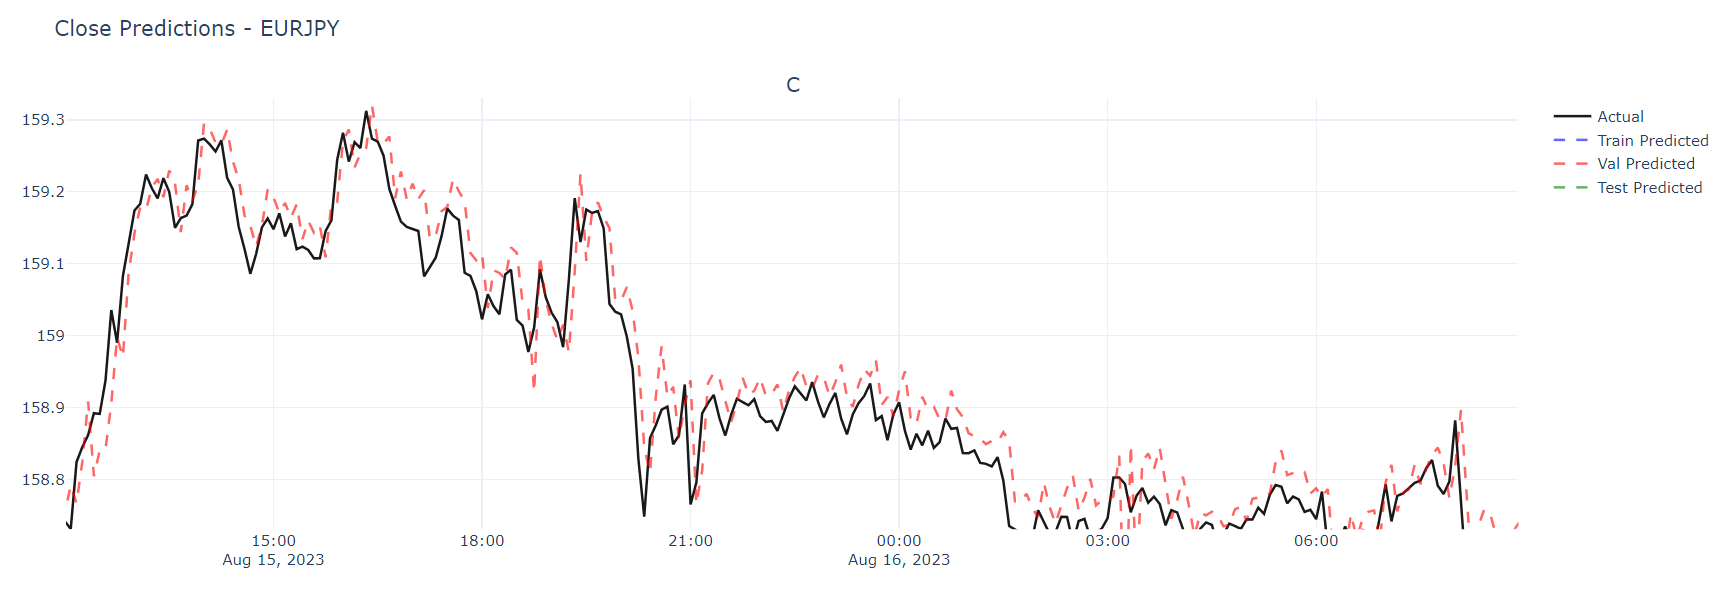 Close Predictions - EURJPY
C
159.3
159.2
159.1
159
158.9
158.8
15:00
Aug 15, 2023
18:00
21:00
00:00
Aug 16, 2023
03:00
06:00
Actual
Train Predicted
Val Predicted
Test Predicted